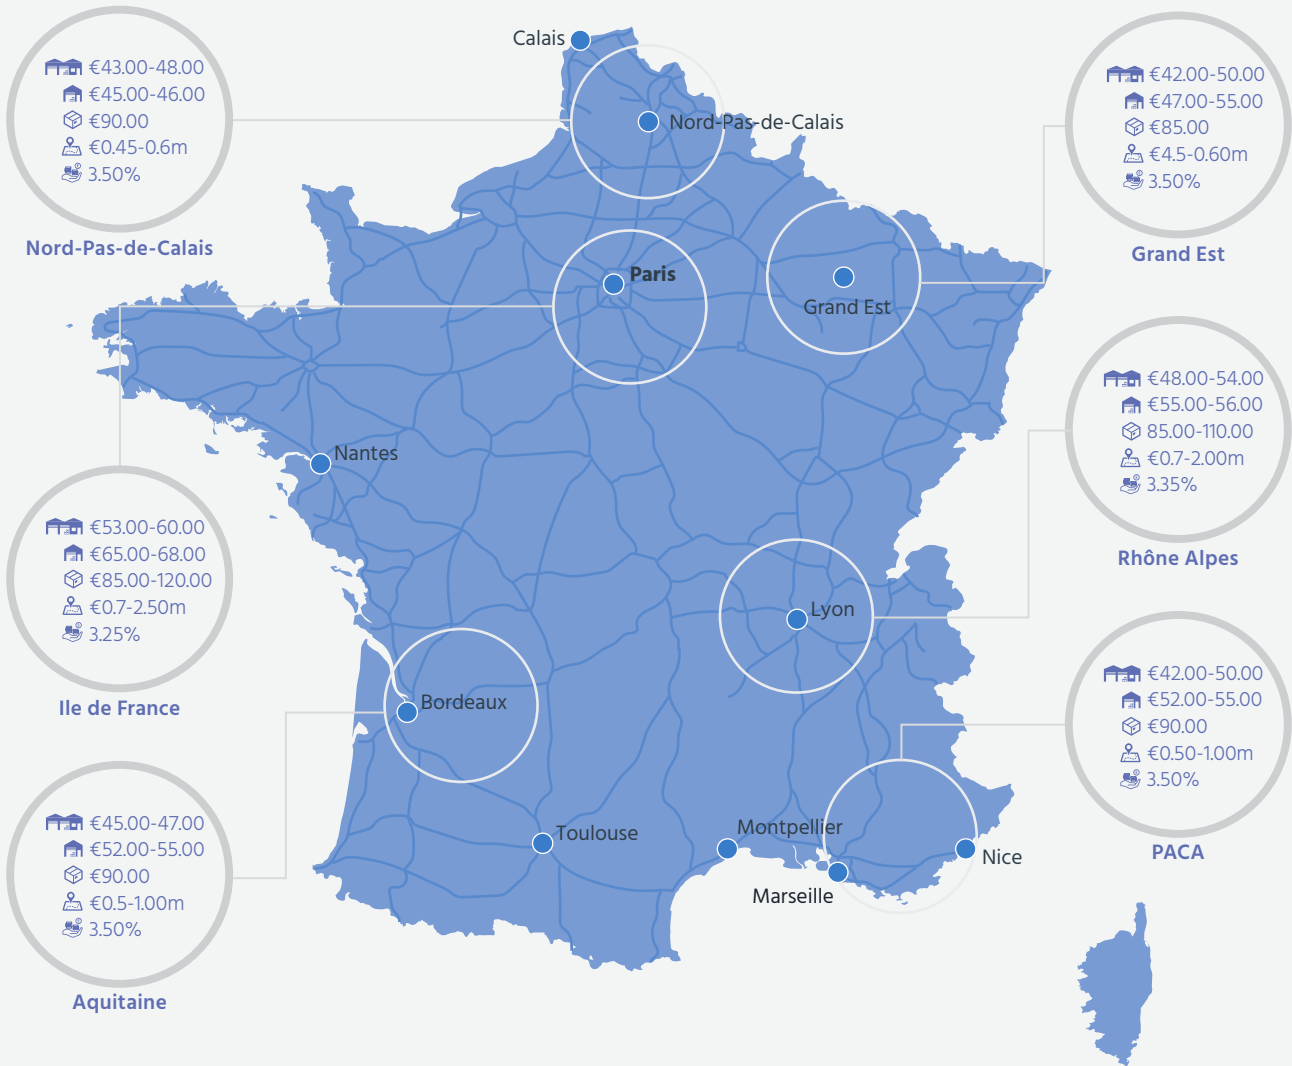 €43.00-48.00
€45.00-46.00
€90.00
€0.45-0.6m
3.50%
Nord-Pas-de-Calais
€53.00-60.00
€65.00-68.00
€85.00-120.00
€0.7-2.50m
3.25%
Ile de France
€45.00-47.00
€52.00-55.00
€90.00
€0.5-1.00m
3.50%
Aquitaine
Calais
Nord-Pas-de-Calais
Paris
Grand Est
Nantes
Lyon
Bordeaux
Toulouse
Montpellier
Nice
Marseille
€42.00-50.00
€47.00-55.00
€85.00
€4.5-0.60m
3.50%
Grand Est
€48.00-54.00
€55.00-56.00
85.00-110.00
€0.7-2.00m
3.35%
Rhône Alpes
€42.00-50.00
€52.00-55.00
€90.00
€0.50-1.00m
3.50%
PACA